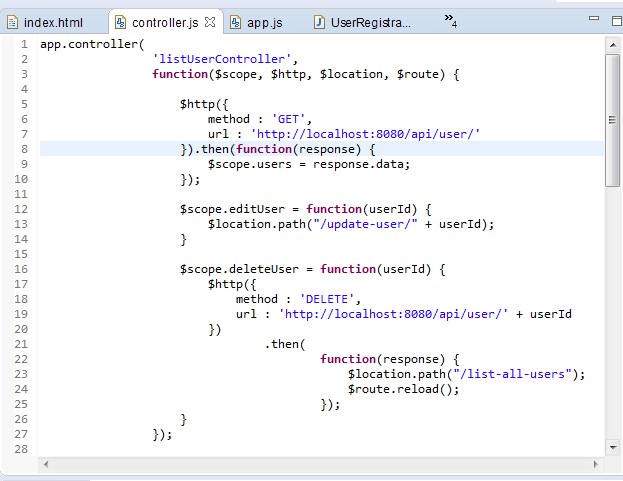 index.html controller.js app.js UserRegistra... »4
1 app.controller(
2 'listUserController',
3 function($scope, $http, $location, $route) {
4
5 $http({
6 method : 'GET',
7 url : 'http://localhost:8080/api/user/'
8 }).then(function(response) {
9 $scope.users = response.data;
10 });
11
12 $scope.editUser = function(userId) {
13 $location.path("/update-user/" + userId);
14 }
15
16 $scope.deleteUser = function(userId) {
17 $http({
18 method : 'DELETE',
19 url : 'http://localhost:8080/api/user/' + userId
20 })
21 .then(
22 function(response) {
23 $location.path("/list-all-users");
24 $route.reload();
25 });
26 }
27 });
28